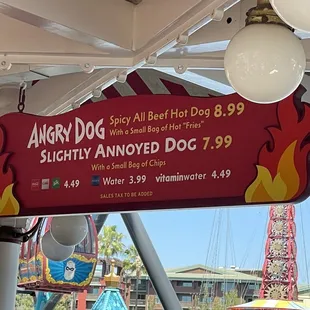 ANGRY DOG Spicy All Beef Hot Dog 8.99
With a Small Bag of Hot "Fries"
SLIGHTLY ANNOYED DOG 7.99
With a Small Bag of Chips
4.49 Water 3.99 vitaminwater 4.49
SALES TAX TO BE ADDED